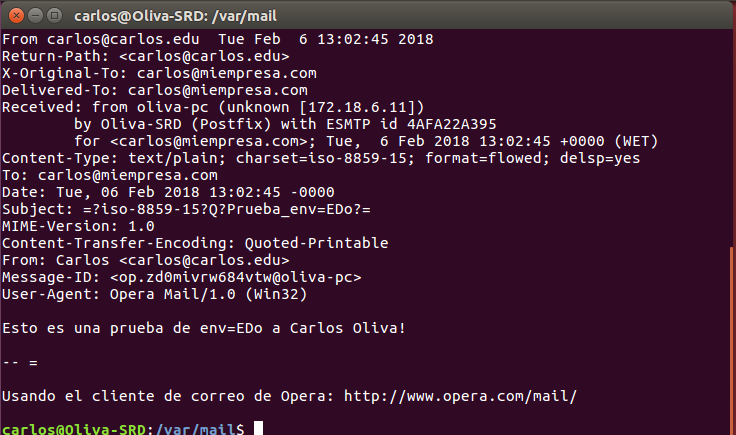 carlos@Oliva-SRD: /var/mail
From carlos@carlos.edu  Tue Feb  6 13:02:45 2018
Return-Path: <carlos@carlos.edu>
X-Original-To: carlos@miempresa.com
Delivered-To: carlos@miempresa.com
Received: from oliva-pc (unknown [172.18.6.11])
        by Oliva-SRD (Postfix) with ESMTP id 4AFA22A395
        for <carlos@miempresa.com>; Tue,  6 Feb 2018 13:02:45 +0000 (WET)
Content-Type: text/plain; charset=iso-8859-15; format=flowed; delsp=yes
To: carlos@miempresa.com
Date: Tue, 06 Feb 2018 13:02:45 -0000
Subject: =?iso-8859-15?Q?Prueba_env=EDo?=
MIME-Version: 1.0
Content-Transfer-Encoding: Quoted-Printable
From: Carlos <carlos@carlos.edu>
Message-ID: <op.zd0mivrw684vtw@oliva-pc>
User-Agent: Opera Mail/1.0 (Win32)

Esto es una prueba de env=EDo a Carlos Oliva!

-- =

Usando el cliente de correo de Opera: http://www.opera.com/mail/

carlos@Oliva-SRD:/var/mail$